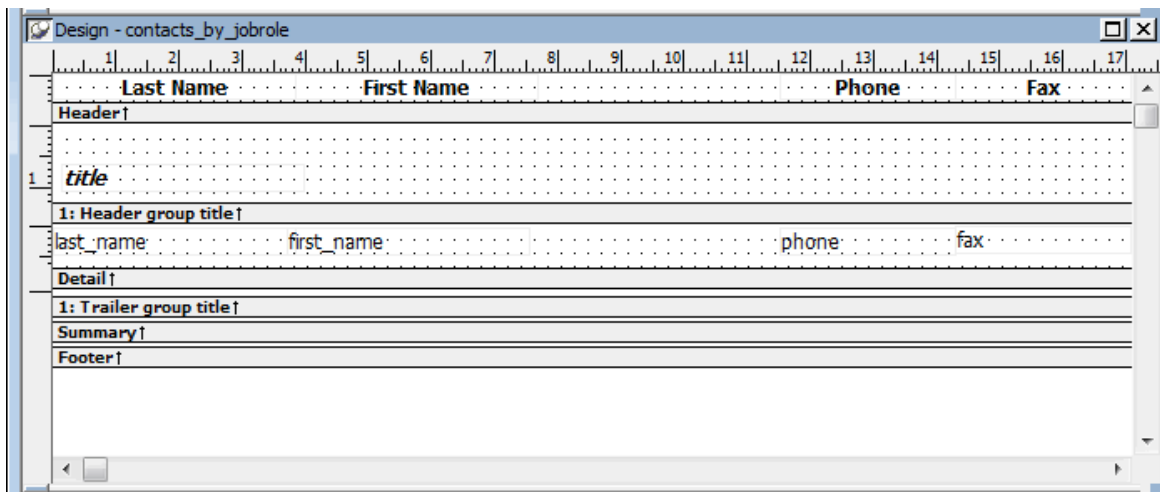 Design - contacts_by_jobrole
1 2 3 4 5 6 7 8 9 10 11 12 13 14 15 16 17
Last Name First Name Phone Fax
Header↑
1
title
1: Header group title↑
last_name first_name phone fax
Detail↑
1: Trailer group title↑
Summary↑
Footer↑